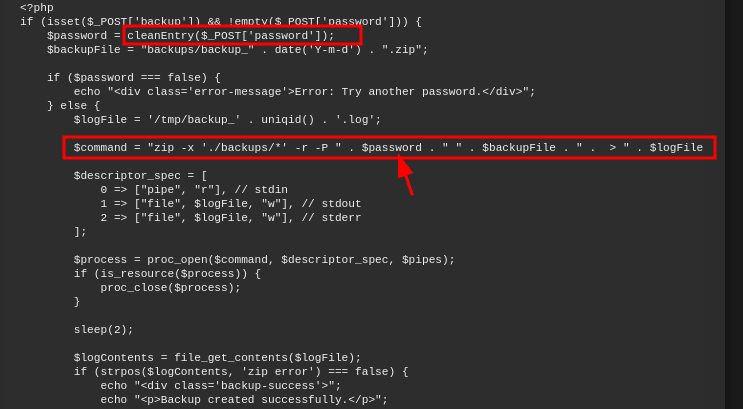 <?php
if (isset($_POST['backup']) && !empty($_POST['password'])) {
    $password = cleanEntry($_POST['password']);
    $backupFile = "backups/backup_" . date('Y-m-d') . ".zip";
    if ($password === false) {
        echo "<div class='error-message'>Error: Try another password.</div>";
    } else {
        $logFile = '/tmp/backup_' . uniqid() . '.log';
        $command = "zip -x './backups/*' -r -P " . $password . " " . $backupFile . " .  > " . $logFile
        $descriptor_spec = [
            0 => ["pipe", "r"], // stdin
            1 => ["file", $logFile, "w"], // stdout
            2 => ["file", $logFile, "w"], // stderr
        ];
        $process = proc_open($command, $descriptor_spec, $pipes);
        if (is_resource($process)) {
            proc_close($process);
        }
        sleep(2);
        $logContents = file_get_contents($logFile);
        if (strpos($logContents, 'zip error') === false) {
            echo "<div class='backup-success'>";
            echo "<p>Backup created successfully.</p>";